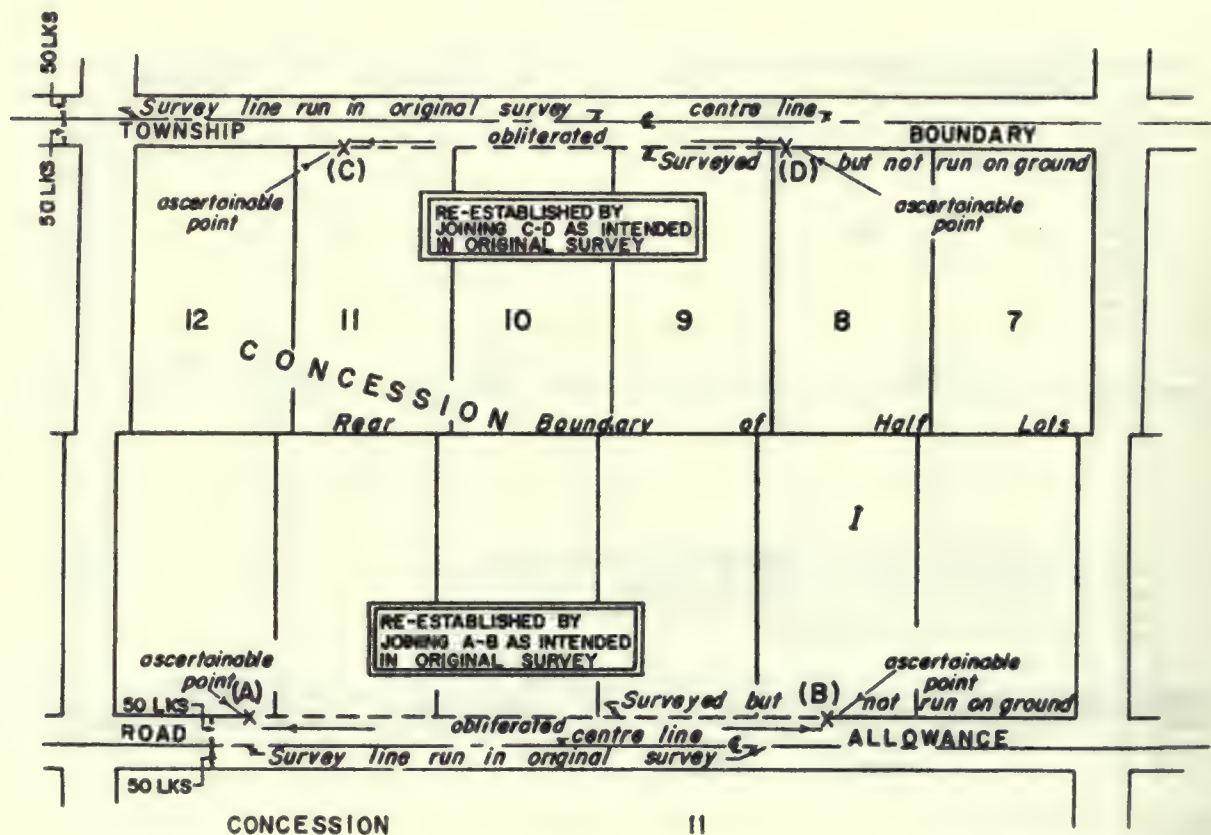 50 LKS
Survey line run in original survey ℄ centre line
TOWNSHIP obliterated BOUNDARY
Surveyed but not run on ground
50 LKS
(C) (D)
ascertainable point
ascertainable point
RE-ESTABLISHED BY
JOINING C-D AS INTENDED
IN ORIGINAL SURVEY
12 11 10 9 8 7
CONCESSION
Rear Boundary of Half Lots
I
RE-ESTABLISHED BY
JOINING A-B AS INTENDED
IN ORIGINAL SURVEY
ascertainable point
(A)
ascertainable point
(B)
50 LKS
Surveyed but not run on ground
obliterated
ROAD centre line ℄ ALLOWANCE
Survey line run in original survey
50 LKS
CONCESSION 11